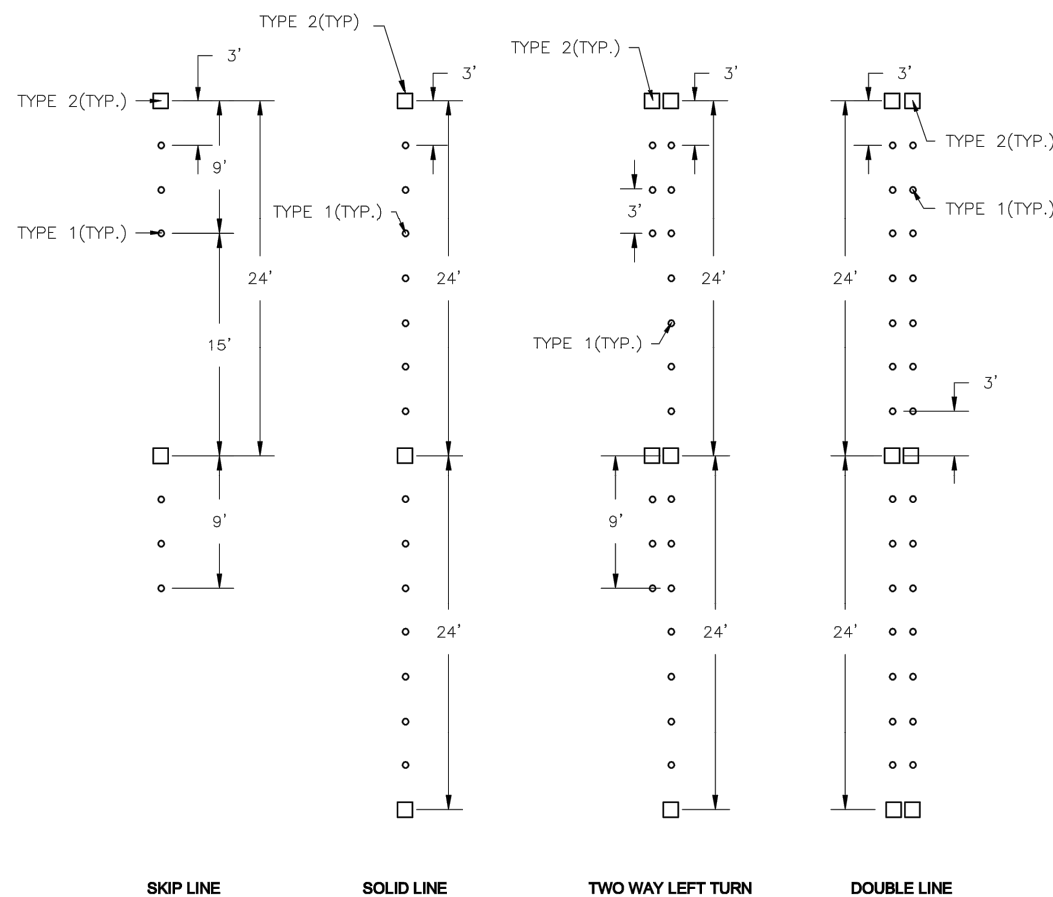 TYPE 2(TYP)
TYPE 2(TYP.)
3'
3'
3'
3'
TYPE 2(TYP.)
TYPE 2(TYP.)
9'
TYPE 1(TYP.)
TYPE 1(TYP.)
3'
TYPE 1(TYP.)
24'
24'
24'
24'
15'
TYPE 1(TYP.)
3'
9'
9'
24'
24'
24'
SKIP LINE
SOLID LINE
TWO WAY LEFT TURN
DOUBLE LINE